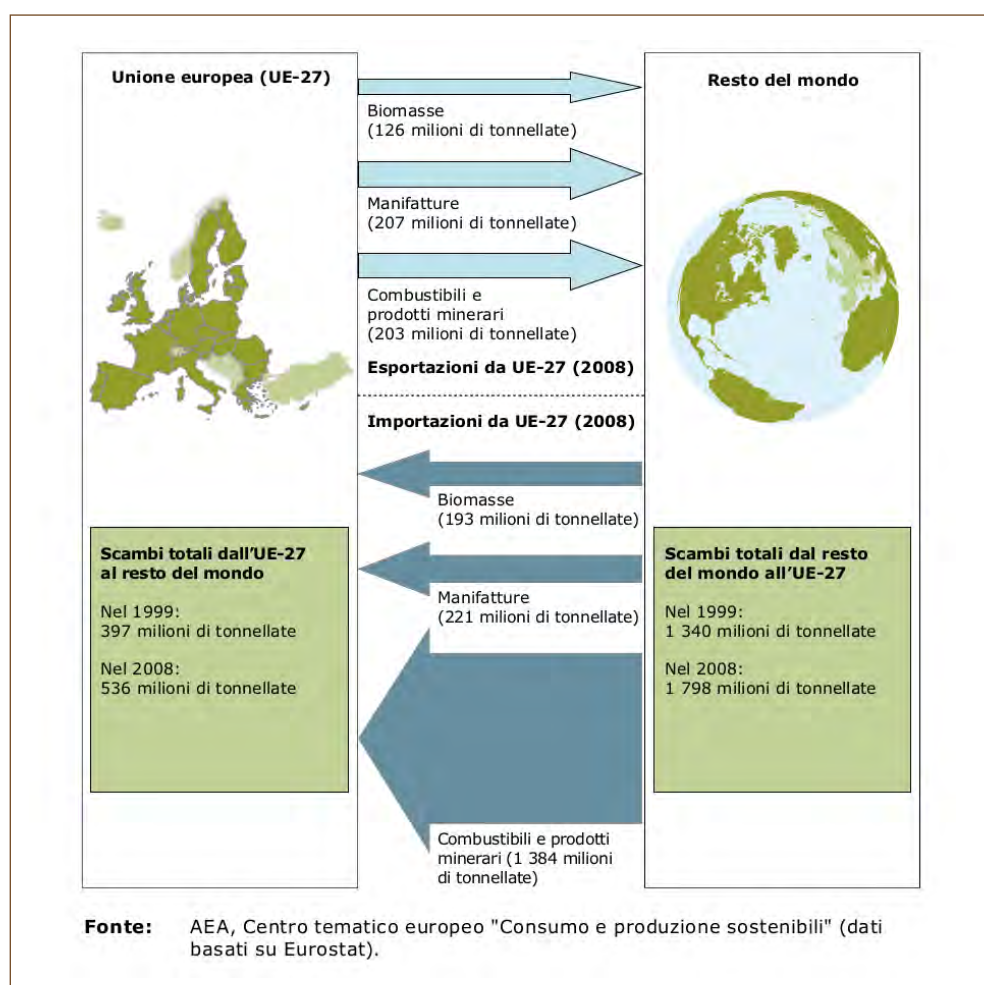 Unione europea (UE-27)
Resto del mondo
Biomasse
(126 milioni di tonnellate)
Manifatture
(207 milioni di tonnellate)
Combustibili e
prodotti minerari
(203 milioni di tonnellate)
Esportazioni da UE-27 (2008)
Importazioni da UE-27 (2008)
Biomasse
(193 milioni di tonnellate)
Manifatture
(221 milioni di tonnellate)
Combustibili e prodotti
minerari (1 384 milioni
di tonnellate)
Scambi totali dall'UE-27
al resto del mondo
Nel 1999:
397 milioni di tonnellate
Nel 2008:
536 milioni di tonnellate
Scambi totali dal resto
del mondo all'UE-27
Nel 1999:
1 340 milioni di tonnellate
Nel 2008:
1 798 milioni di tonnellate
Fonte: AEA, Centro tematico europeo "Consumo e produzione sostenibili" (dati
basati su Eurostat).